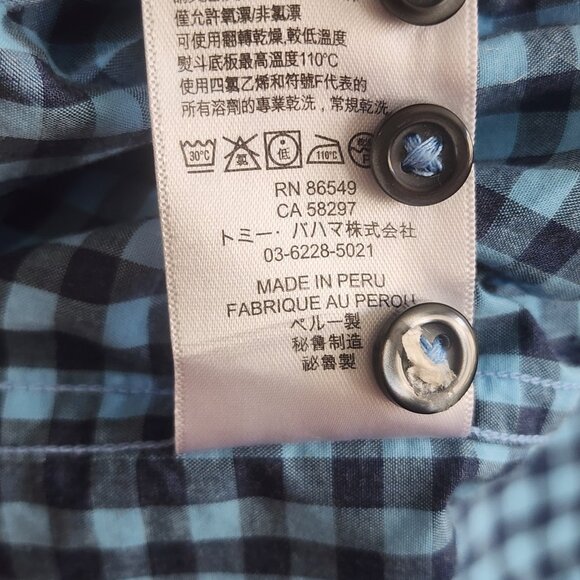 僅允許氧漂/非氯漂
可使用翻轉乾燥,較低溫度
熨斗底板最高溫度110°C
使用四氯乙烯和符號F代表的
所有溶劑的專業乾洗，常規乾洗
30°C 低 110°C
RN 86549
CA 58297
トミー・バハマ株式会社
03-6228-5021
MADE IN PERU
FABRIQUE AU PEROU
ペルー製
秘鲁制造
祕魯製